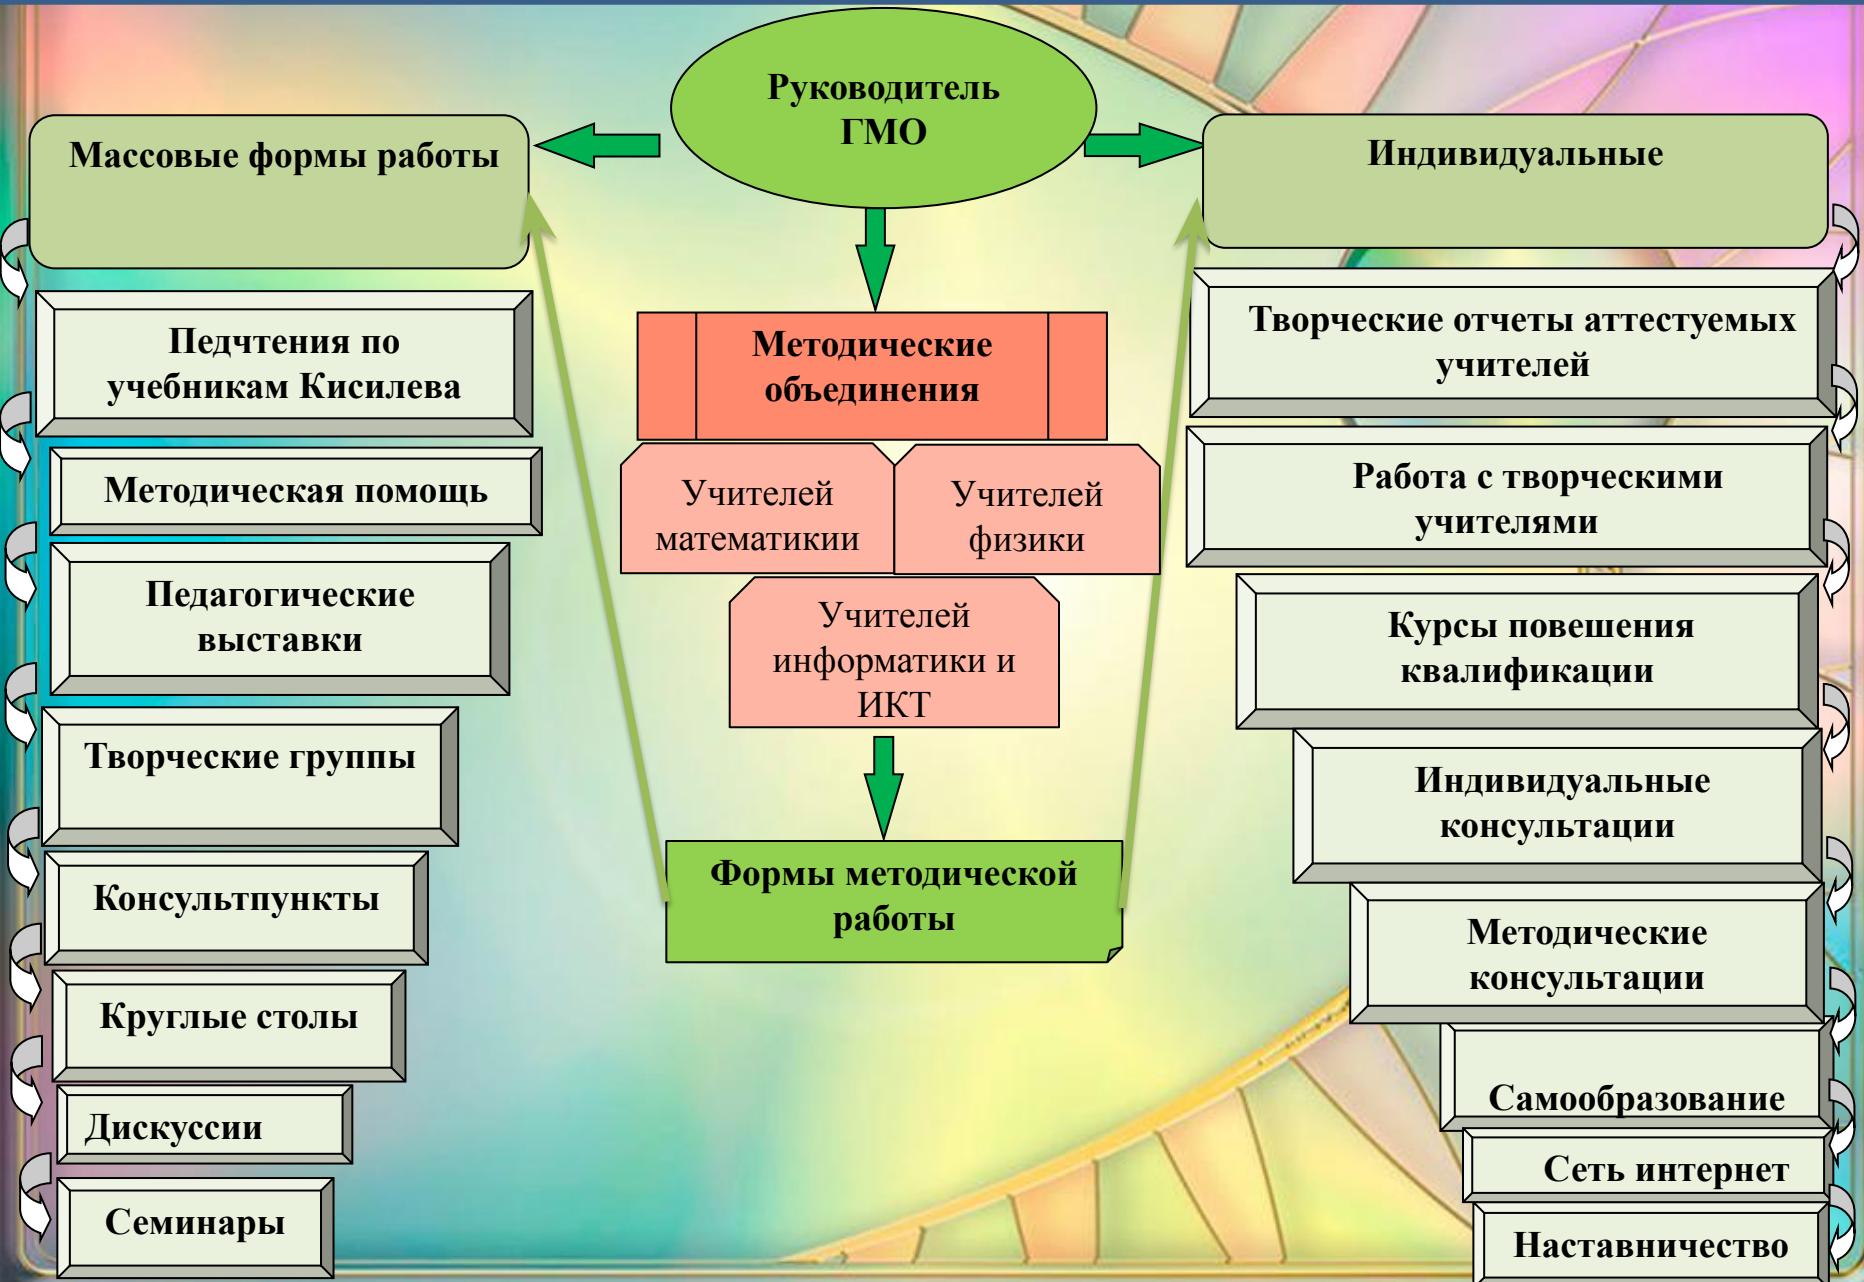 Руководитель
ГМО
Массовые формы работы
Педчтения по
учебникам Кисилева
Методическая помощь
Педагогические
выставки
Творческие группы
Консультпункты
Круглые столы
Дискуссии
Семинары
Методические
объединения
Учителей
математикии
Учителей
физики
Учителей
информатики и
ИКТ
Формы методической
работы
Индивидуальные
Творческие отчеты аттестуемых
учителей
Работа с творческими
учителями
Курсы повешения
квалификации
Индивидуальные
консультации
Методические
консультации
Самообразование
Сеть интернет
Наставничество